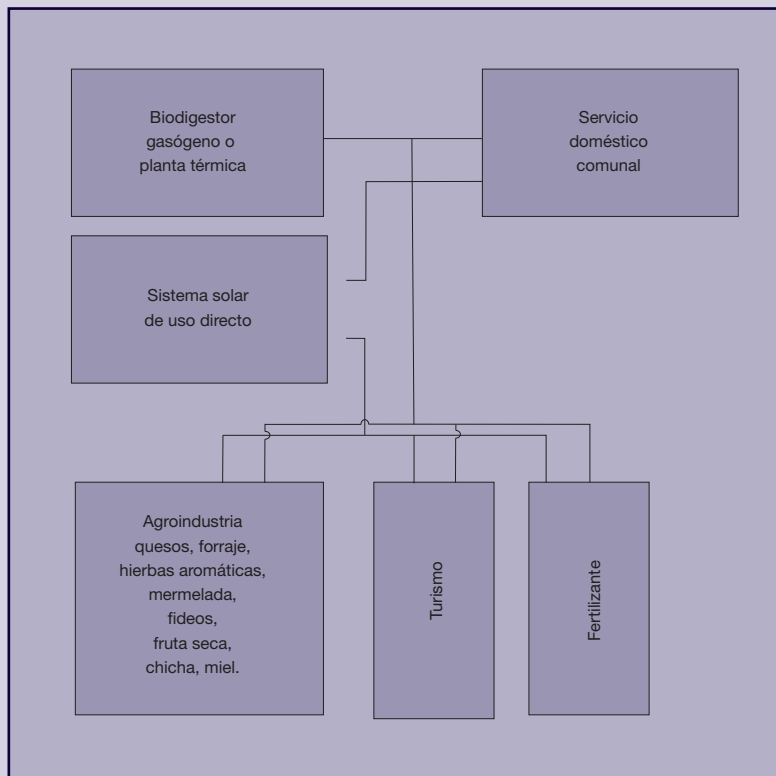 Biodigestor
gasógeno o
planta térmica
Servicio
doméstico
comunal
Sistema solar
de uso directo
Agroindustria
quesos, forraje,
hierbas aromáticas,
mermelada,
fideos,
fruta seca,
chicha, miel.
Turismo
Fertilizante